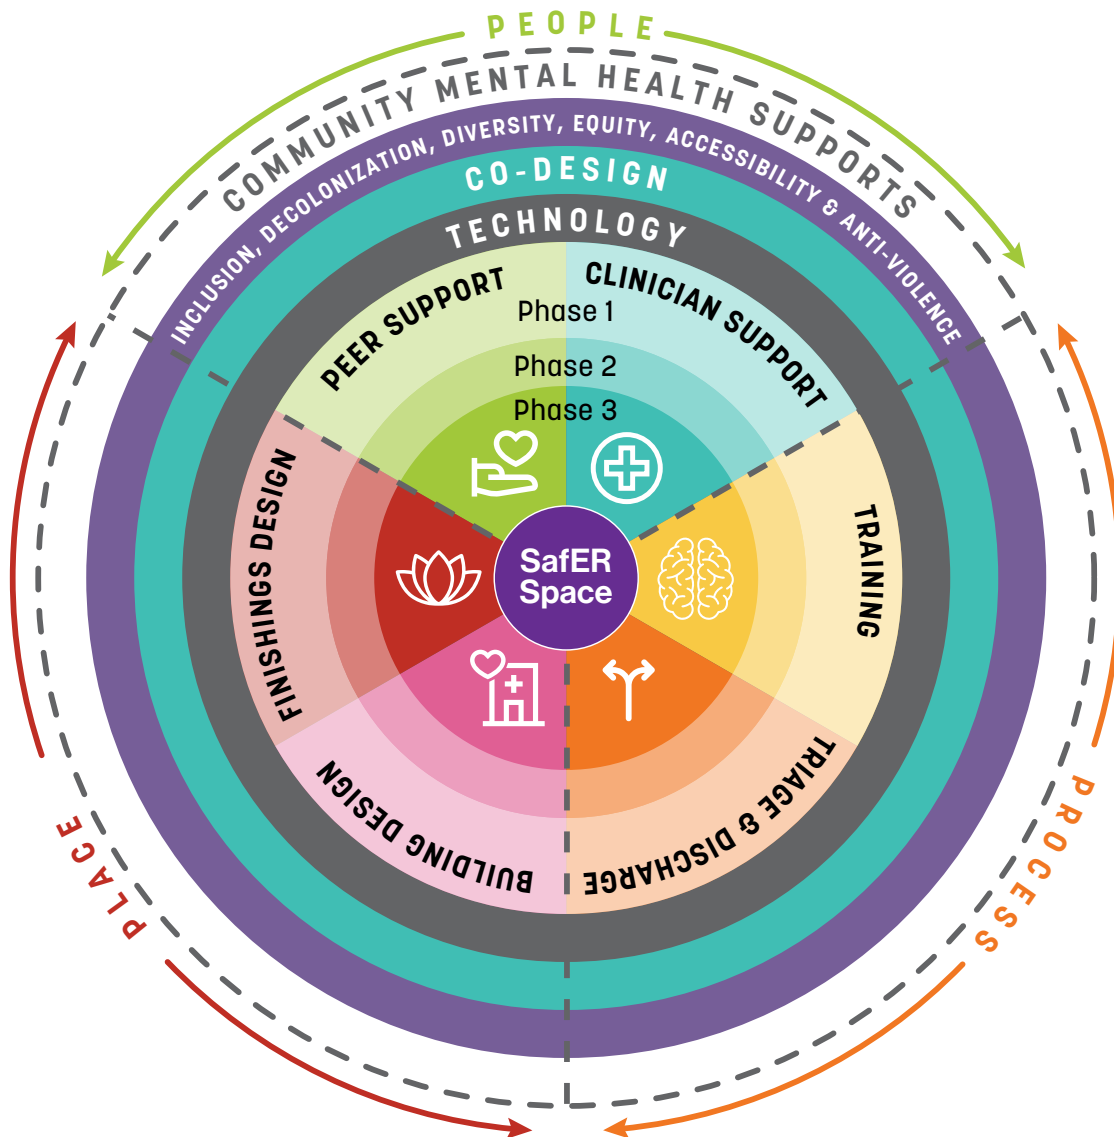 PEOPLE
COMMUNITY MENTAL HEALTH SUPPORTS
INCLUSION, DECOLONIZATION, DIVERSITY, EQUITY, ACCESSIBILITY & ANTI-VIOLENCE
CO-DESIGN
TECHNOLOGY
PEER SUPPORT
CLINICIAN SUPPORT
Phase 1
Phase 2
Phase 3
FINISHINGS DESIGN
SafER
Space
TRAINING
BUILDING DESIGN
TRIAGE & DISCHARGE
PLACE
PROCESS